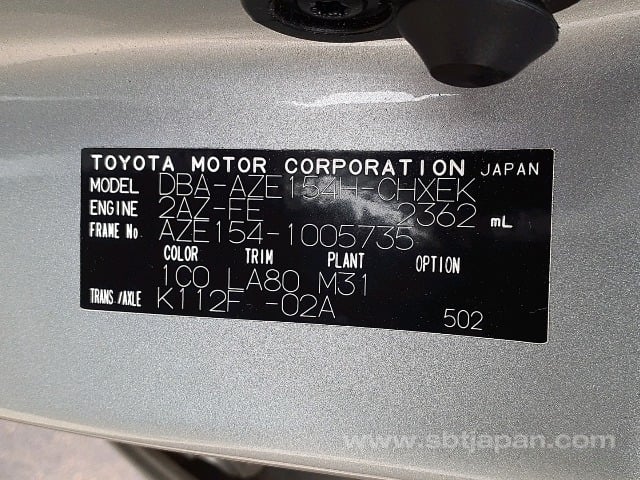 TOYOTA MOTOR CORPORATION JAPAN
MODEL DBA-AZE154H-CHXEK
ENGINE 2AZ-FE 2362 mL
FRAME No. AZE154-1005735
COLOR TRIM PLANT OPTION
1C0 LA80 M31
TRANS./AXLE K112F -02A
502
www.sbtjapan.com